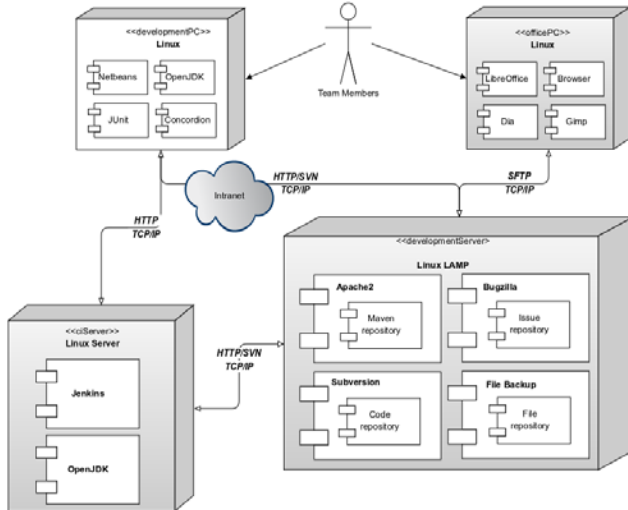 <<developmentPC>>
Linux
Netbeans
OpenJDK
JUnit
Concordion
Team Members
<<officePC>>
Linux
LibreOffice
Browser
Dia
Gimp
Intranet
HTTP/SVN
TCP/IP
SFTP
TCP/IP
HTTP
TCP/IP
<<developmentServer>>
Linux LAMP
Apache2
Maven
repository
Bugzilla
Issue
repository
Subversion
Code
repository
File Backup
File
repository
<<ciServer>>
Linux Server
Jenkins
OpenJDK
HTTP/SVN
TCP/IP